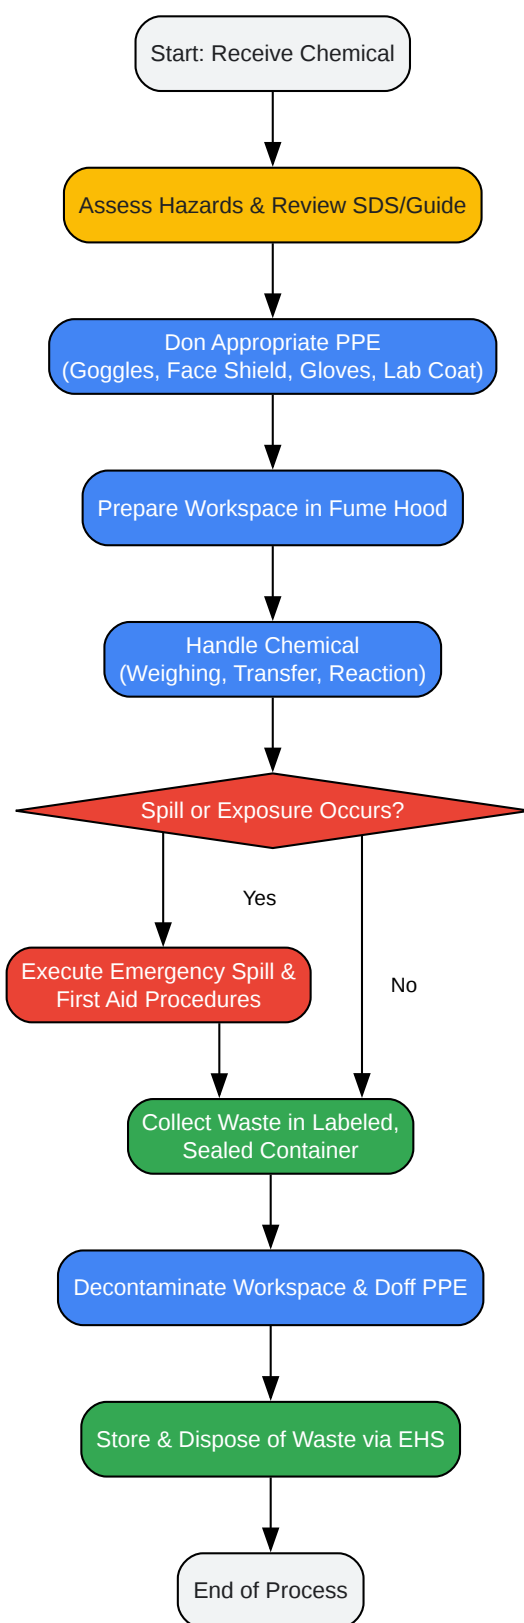 Start: Receive Chemical
Assess Hazards & Review SDS/Guide
Don Appropriate PPE
(Goggles, Face Shield, Gloves, Lab Coat)
Prepare Workspace in Fume Hood
Handle Chemical
(Weighing, Transfer, Reaction)
Spill or Exposure Occurs?
Yes
Execute Emergency Spill &
First Aid Procedures
No
Collect Waste in Labeled,
Sealed Container
Decontaminate Workspace & Doff PPE
Store & Dispose of Waste via EHS
End of Process